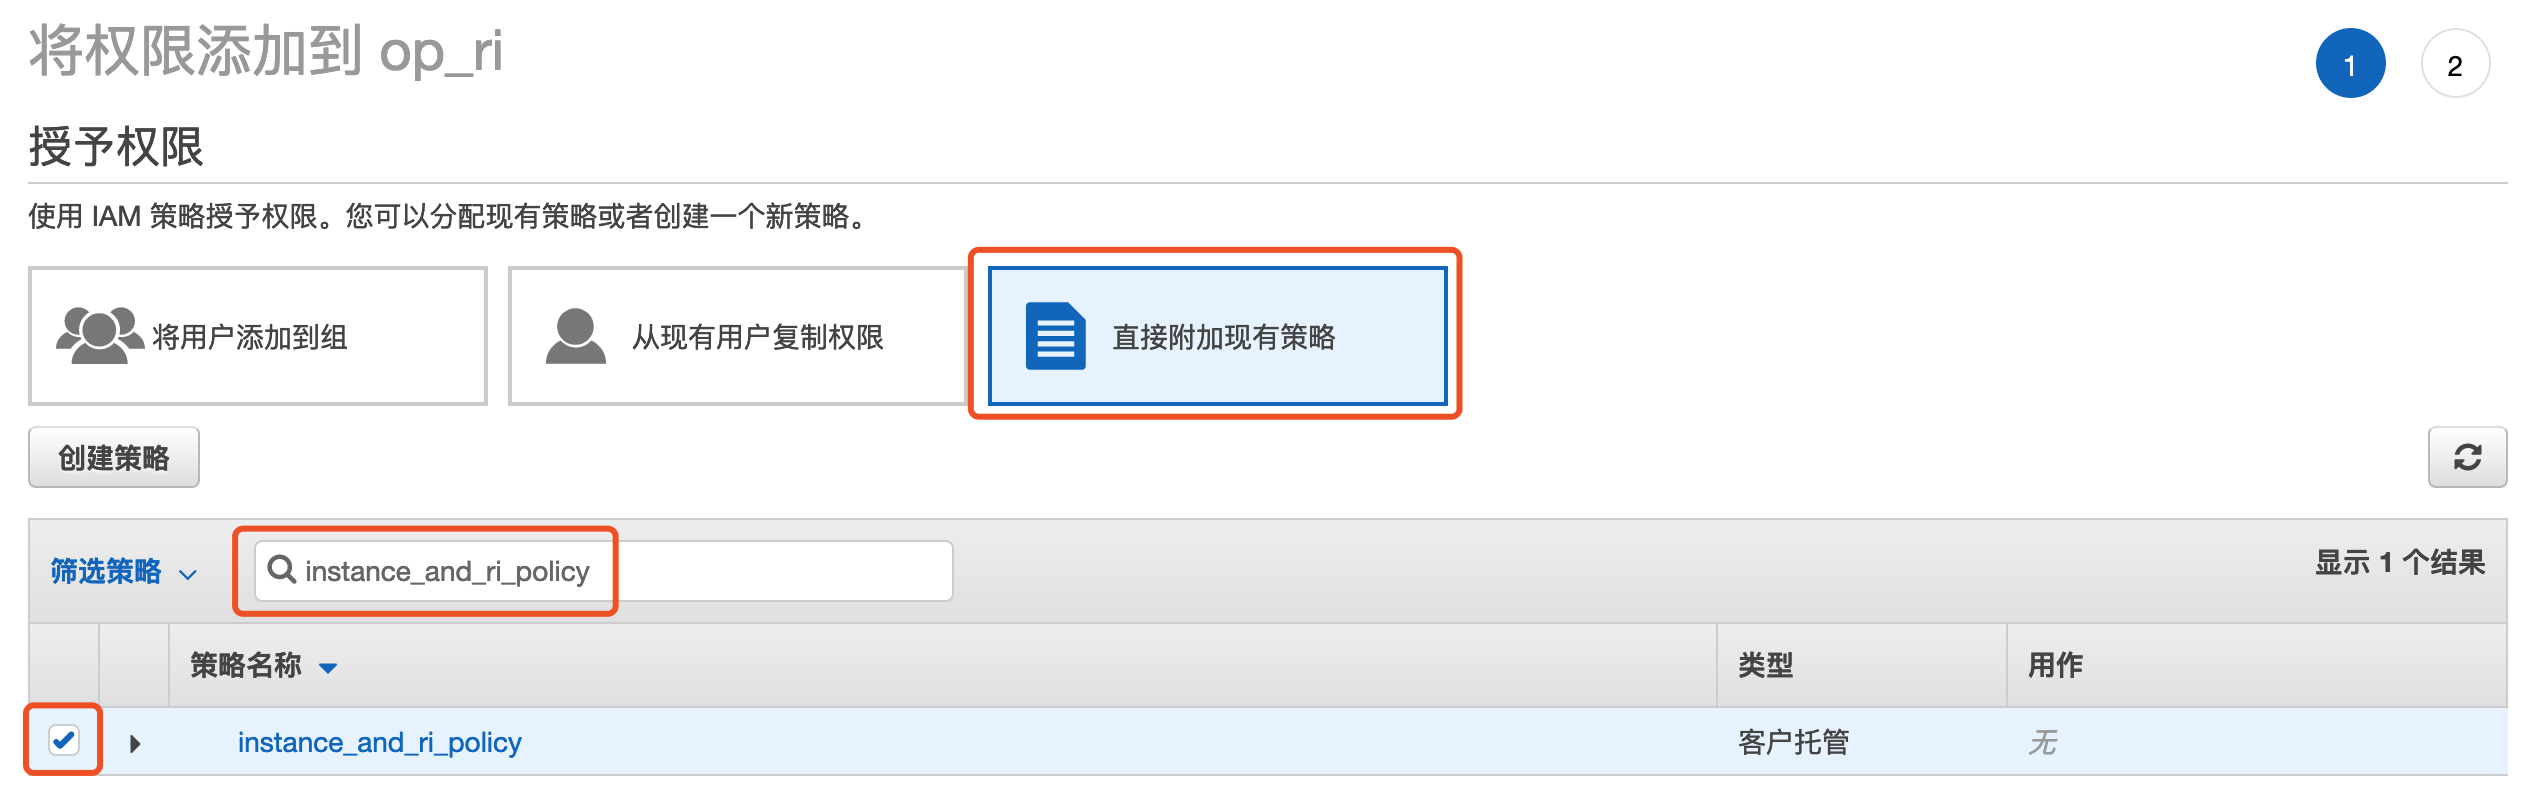 将权限添加到 op_ri
1
2
授予权限
使用 IAM 策略授予权限。您可以分配现有策略或者创建一个新策略。
将用户添加到组
从现有用户复制权限
直接附加现有策略
创建策略
筛选策略
instance_and_ri_policy
显示 1 个结果
策略名称
类型
用作
instance_and_ri_policy
客户托管
无